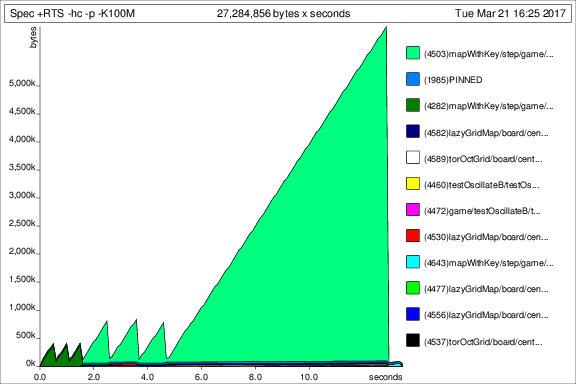 Spec +RTS -hc -p -K100M
27,284,856 bytes x seconds
Tue Mar 21 16:25 2017
bytes
5,000k
4,500k
4,000k
3,500k
3,000k
2,500k
2,000k
1,500k
1,000k
500k
0k
0.0
2.0
4.0
6.0
8.0
10.0
seconds
(4503)mapWithKey/step/game/...
(1985)PINNED
(4282)mapWithKey/step/game/...
(4582)lazyGridMap/board/cen...
(4589)torOctGrid/board/cent...
(4460)testOscillateB/testOs...
(4472)game/testOscillateB/t...
(4530)lazyGridMap/board/cen...
(4643)mapWithKey/step/game/...
(4477)lazyGridMap/board/cen...
(4556)lazyGridMap/board/cen...
(4537)torOctGrid/board/cent...